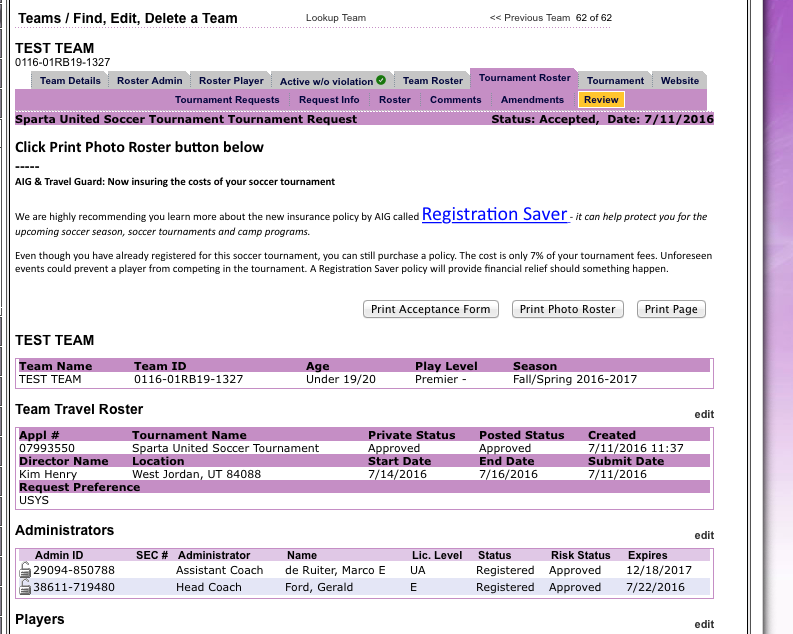 Teams / Find, Edit, Delete a Team Lookup Team << Previous Team 62 of 62
TEST TEAM
0116-01RB19-1327
Team Details Roster Admin Roster Player Active w/o violation Team Roster Tournament Roster Tournament Website
Tournament Requests Request Info Roster Comments Amendments Review
Sparta United Soccer Tournament Tournament Request Status: Accepted, Date: 7/11/2016
Click Print Photo Roster button below
-----
AIG & Travel Guard: Now insuring the costs of your soccer tournament
We are highly recommending you learn more about the new insurance policy by AIG called Registration Saver - it can help protect you for the
upcoming soccer season, soccer tournaments and camp programs.
Even though you have already registered for this soccer tournament, you can still purchase a policy. The cost is only 7% of your tournament fees. Unforeseen
events could prevent a player from competing in the tournament. A Registration Saver policy will provide financial relief should something happen.
Print Acceptance Form Print Photo Roster Print Page
TEST TEAM
Team Name Team ID Age Play Level Season
TEST TEAM 0116-01RB19-1327 Under 19/20 Premier - Fall/Spring 2016-2017
Team Travel Roster edit
Appl # Tournament Name Private Status Posted Status Created
07993550 Sparta United Soccer Tournament Approved Approved 7/11/2016 11:37
Director Name Location Start Date End Date Submit Date
Kim Henry West Jordan, UT 84088 7/14/2016 7/16/2016 7/11/2016
Request Preference
USYS
Administrators edit
Admin ID SEC # Administrator Name Lic. Level Status Risk Status Expires
29094-850788 Assistant Coach de Ruiter, Marco E UA Registered Approved 12/18/2017
38611-719480 Head Coach Ford, Gerald E Registered Approved 7/22/2016
Players edit